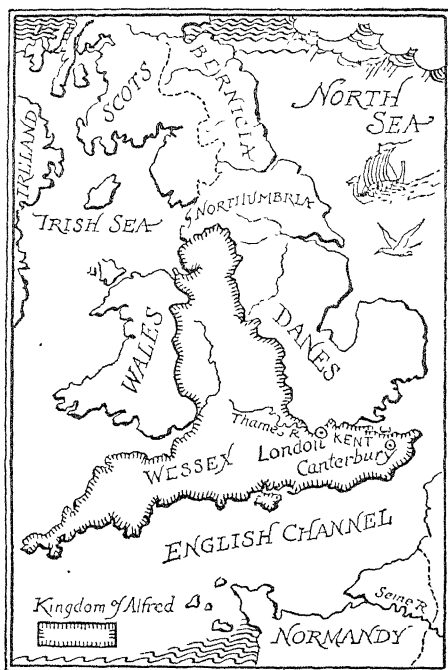 SCOTS
BERNICIA
NORTH
SEA
IRELAND
NORTHUMBRIA
IRISH SEA
DANES
WALES
Thames R.
London
KENT
Canterbury
WESSEX
ENGLISH CHANNEL
Seine R.
Kingdom of Alfred
NORMANDY